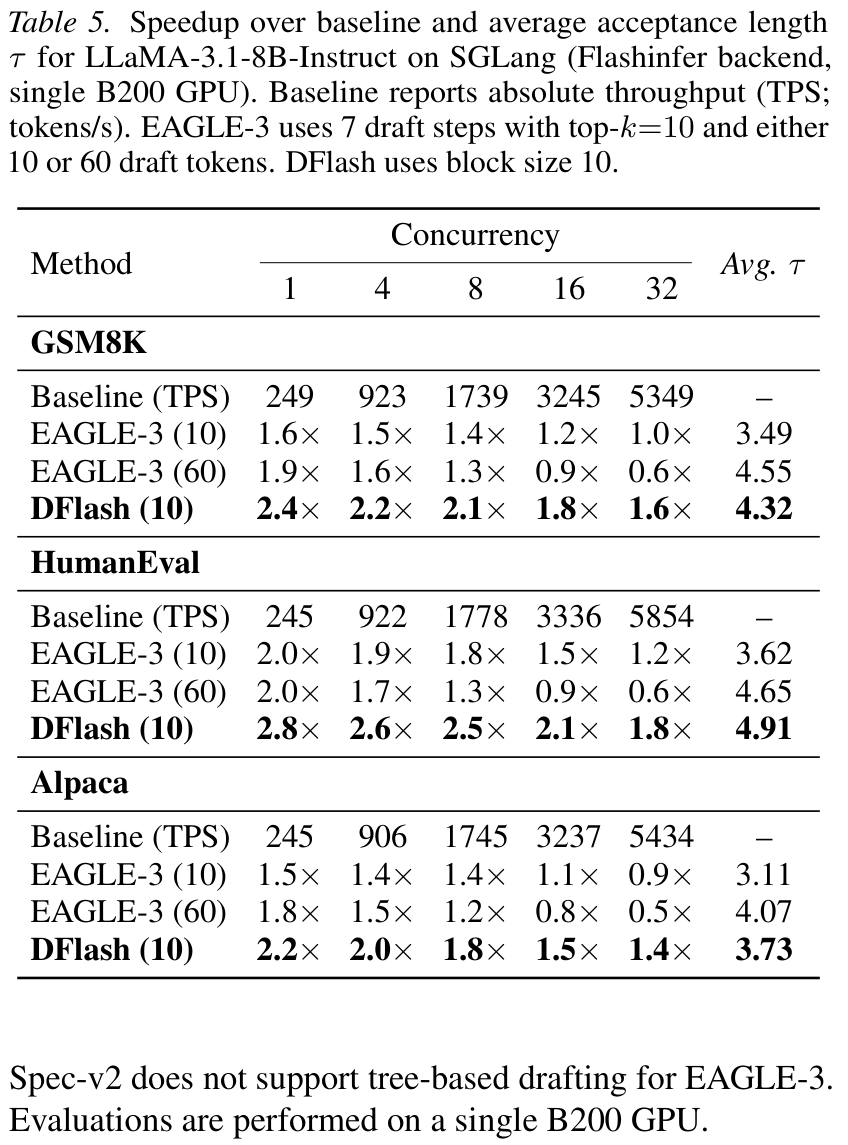 Table 5. Speedup over baseline and average acceptance length
τ for LLaMA-3.1-8B-Instruct on SGLang (Flashinfer backend,
single B200 GPU). Baseline reports absolute throughput (TPS;
tokens/s). EAGLE-3 uses 7 draft steps with top-k=10 and either
10 or 60 draft tokens. DFlash uses block size 10.
Method Concurrency Avg. τ
1 4 8 16 32
GSM8K
Baseline (TPS) 249 923 1739 3245 5349 –
EAGLE-3 (10) 1.6× 1.5× 1.4× 1.2× 1.0× 3.49
EAGLE-3 (60) 1.9× 1.6× 1.3× 0.9× 0.6× 4.55
DFlash (10) 2.4× 2.2× 2.1× 1.8× 1.6× 4.32
HumanEval
Baseline (TPS) 245 922 1778 3336 5854 –
EAGLE-3 (10) 2.0× 1.9× 1.8× 1.5× 1.2× 3.62
EAGLE-3 (60) 2.0× 1.7× 1.3× 0.9× 0.6× 4.65
DFlash (10) 2.8× 2.6× 2.5× 2.1× 1.8× 4.91
Alpaca
Baseline (TPS) 245 906 1745 3237 5434 –
EAGLE-3 (10) 1.5× 1.4× 1.4× 1.1× 0.9× 3.11
EAGLE-3 (60) 1.8× 1.5× 1.2× 0.8× 0.5× 4.07
DFlash (10) 2.2× 2.0× 1.8× 1.5× 1.4× 3.73
Spec-v2 does not support tree-based drafting for EAGLE-3.
Evaluations are performed on a single B200 GPU.